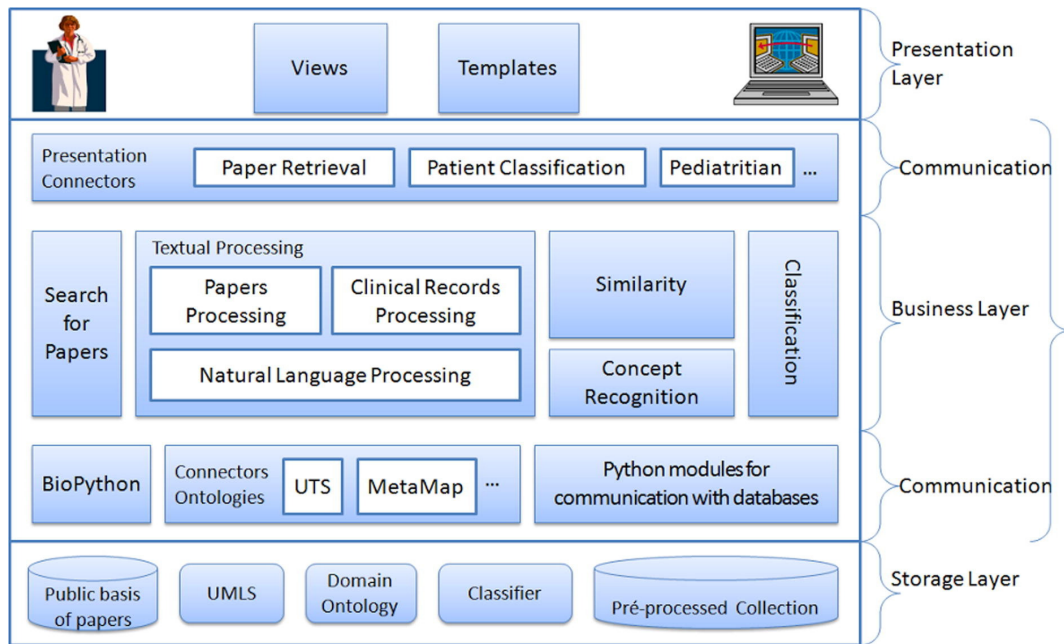 Views
Templates
Presentation
Layer
Presentation
Connectors
Paper Retrieval
Patient Classification
Pediatritian
...
Communication
Search
for
Papers
Textual Processing
Papers
Processing
Clinical Records
Processing
Natural Language Processing
Similarity
Concept
Recognition
Classification
Business Layer
BioPython
Connectors
Ontologies
UTS
MetaMap
...
Python modules for
communication with databases
Communication
Public basis
of papers
UMLS
Domain
Ontology
Classifier
Pré-processed Collection
Storage Layer